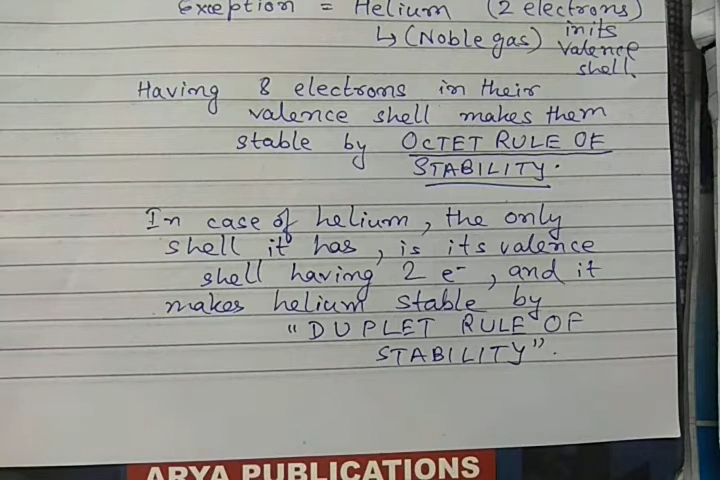 Exception = Helium (2 electrons)
↳ (Noble gas) in its
valence
shell.
Having 8 electrons in their
valence shell makes them
stable by OCTET RULE OF
STABILITY.
In case of helium, the only
shell it has, is its valence
shell having 2 e⁻, and it
makes helium stable by
"DUPLET RULE OF
STABILITY".
ARYA PUBLICATIONS